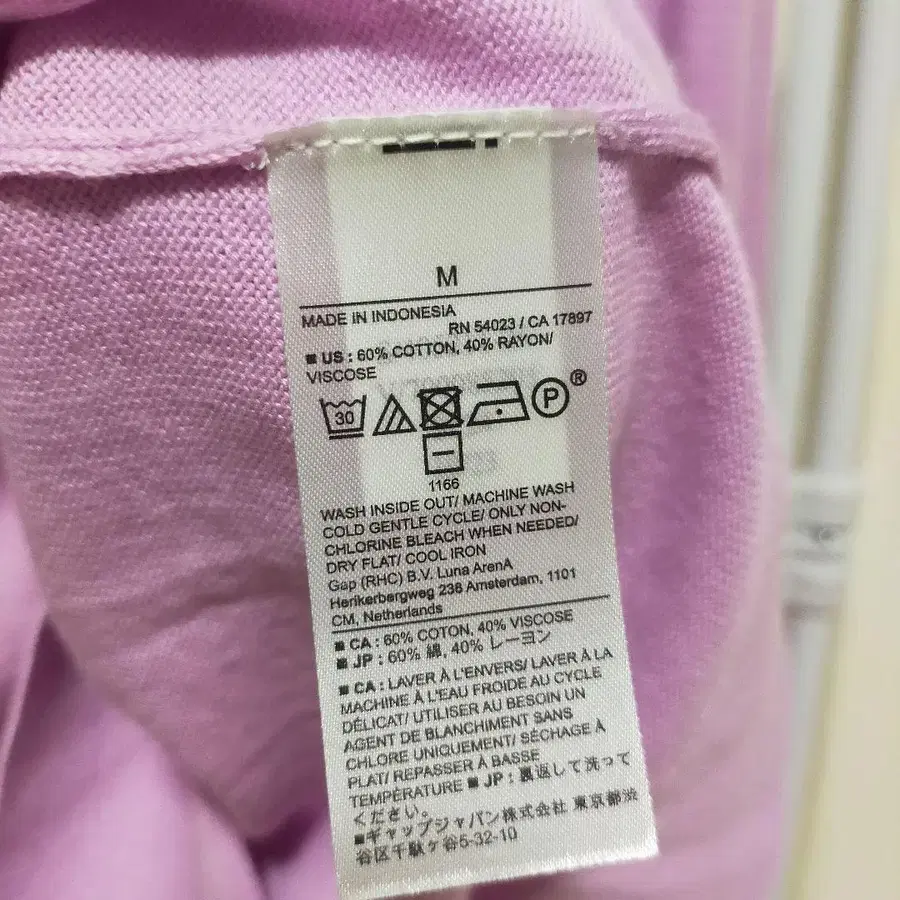 M
MADE IN INDONESIA
RN 54023 / CA 17897
■ US : 60% COTTON, 40% RAYON/
VISCOSE
30
P
®
1166
WASH INSIDE OUT/ MACHINE WASH
COLD GENTLE CYCLE/ ONLY NON-
CHLORINE BLEACH WHEN NEEDED/
DRY FLAT/ COOL IRON
Gap (RHC) B.V. Luna ArenA
Herikerbergweg 238 Amsterdam, 1101
CM, Netherlands
■ CA : 60% COTON, 40% VISCOSE
■ JP : 60% 綿, 40% レーヨン
■ CA : LAVER À L'ENVERS/ LAVER À LA
MACHINE À L'EAU FROIDE AU CYCLE
DÉLICAT/ UTILISER AU BESOIN UN
AGENT DE BLANCHIMENT SANS
CHLORE UNIQUEMENT/ SÉCHAGE À
PLAT/ REPASSER À BASSE
TEMPÉRATURE ■ JP : 裏返して洗って
ください。
■ギャップジャパン株式会社 東京都渋
谷区千駄ケ谷5-32-10